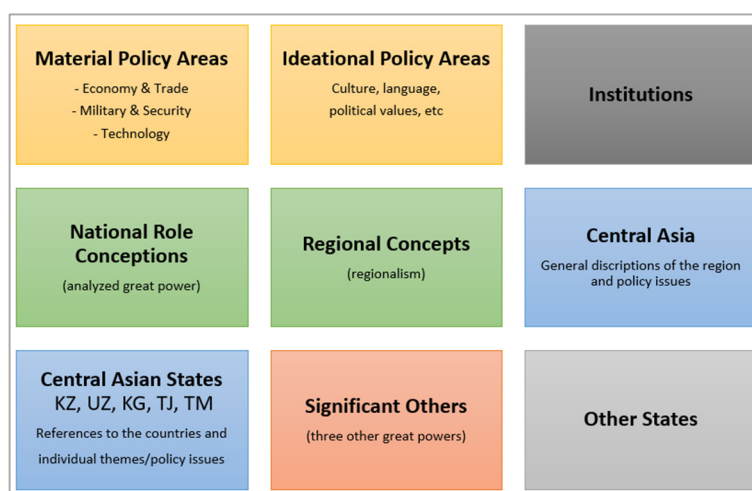 Material Policy Areas
- Economy & Trade
- Military & Security
- Technology
Ideational Policy Areas
Culture, language,
political values, etc
Institutions
National Role
Conceptions
(analyzed great power)
Regional Concepts
(regionalism)
Central Asia
General discriptions of the region
and policy issues
Central Asian States
KZ, UZ, KG, TJ, TM
References to the countries and
individual themes/policy issues
Significant Others
(three other great powers)
Other States